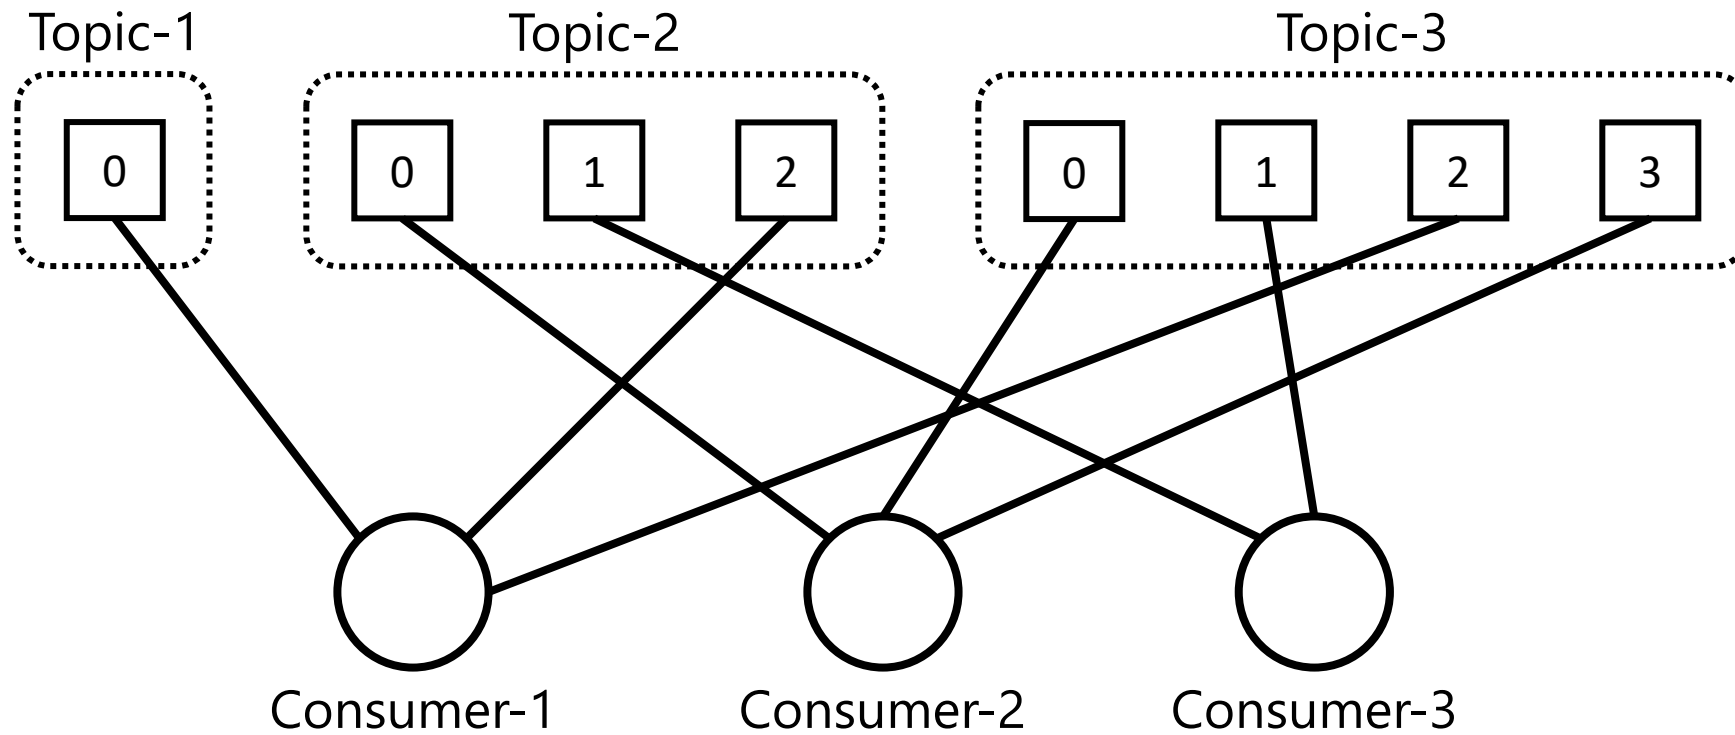 Topic-1 Topic-2 Topic-3
0 0 1 2 0 1 2 3
Consumer-1 Consumer-2 Consumer-3